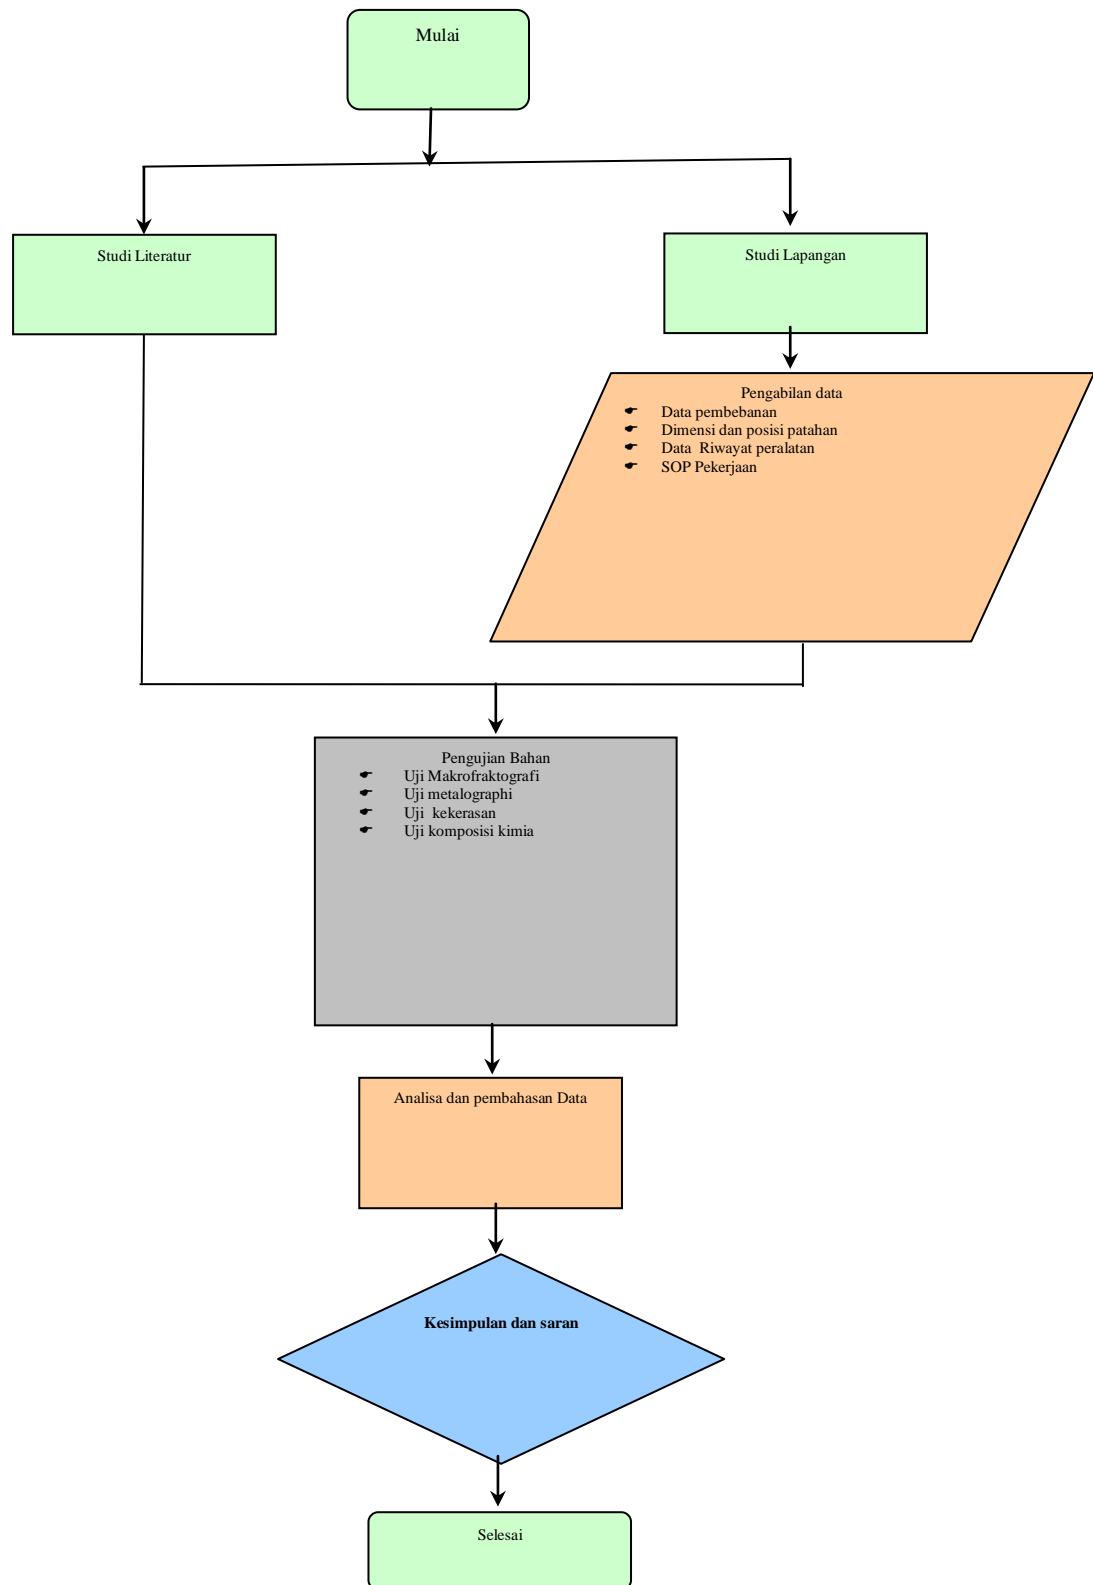 Mulai
Studi Literatur
Studi Lapangan
Pengabilan data
Data pembebanan
Dimensi dan posisi patahan
Data Riwayat peralatan
SOP Pekerjaan
Pengujian Bahan
Uji Makrofraktografi
Uji metalographi
Uji kekerasan
Uji komposisi kimia
Analisa dan pembahasan Data
Kesimpulan dan saran
Selesai